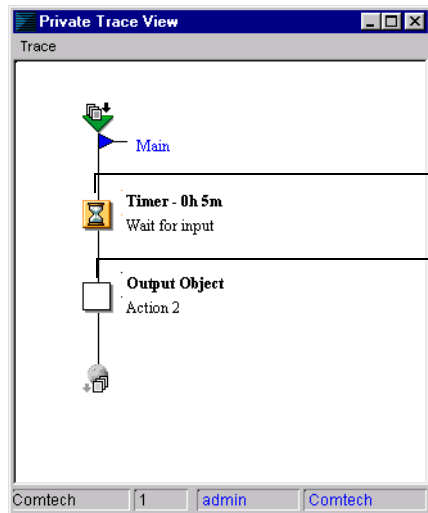 Private Trace View
Trace
Main
Timer - 0h 5m
Wait for input
Output Object
Action 2
Comtech 1 admin Comtech